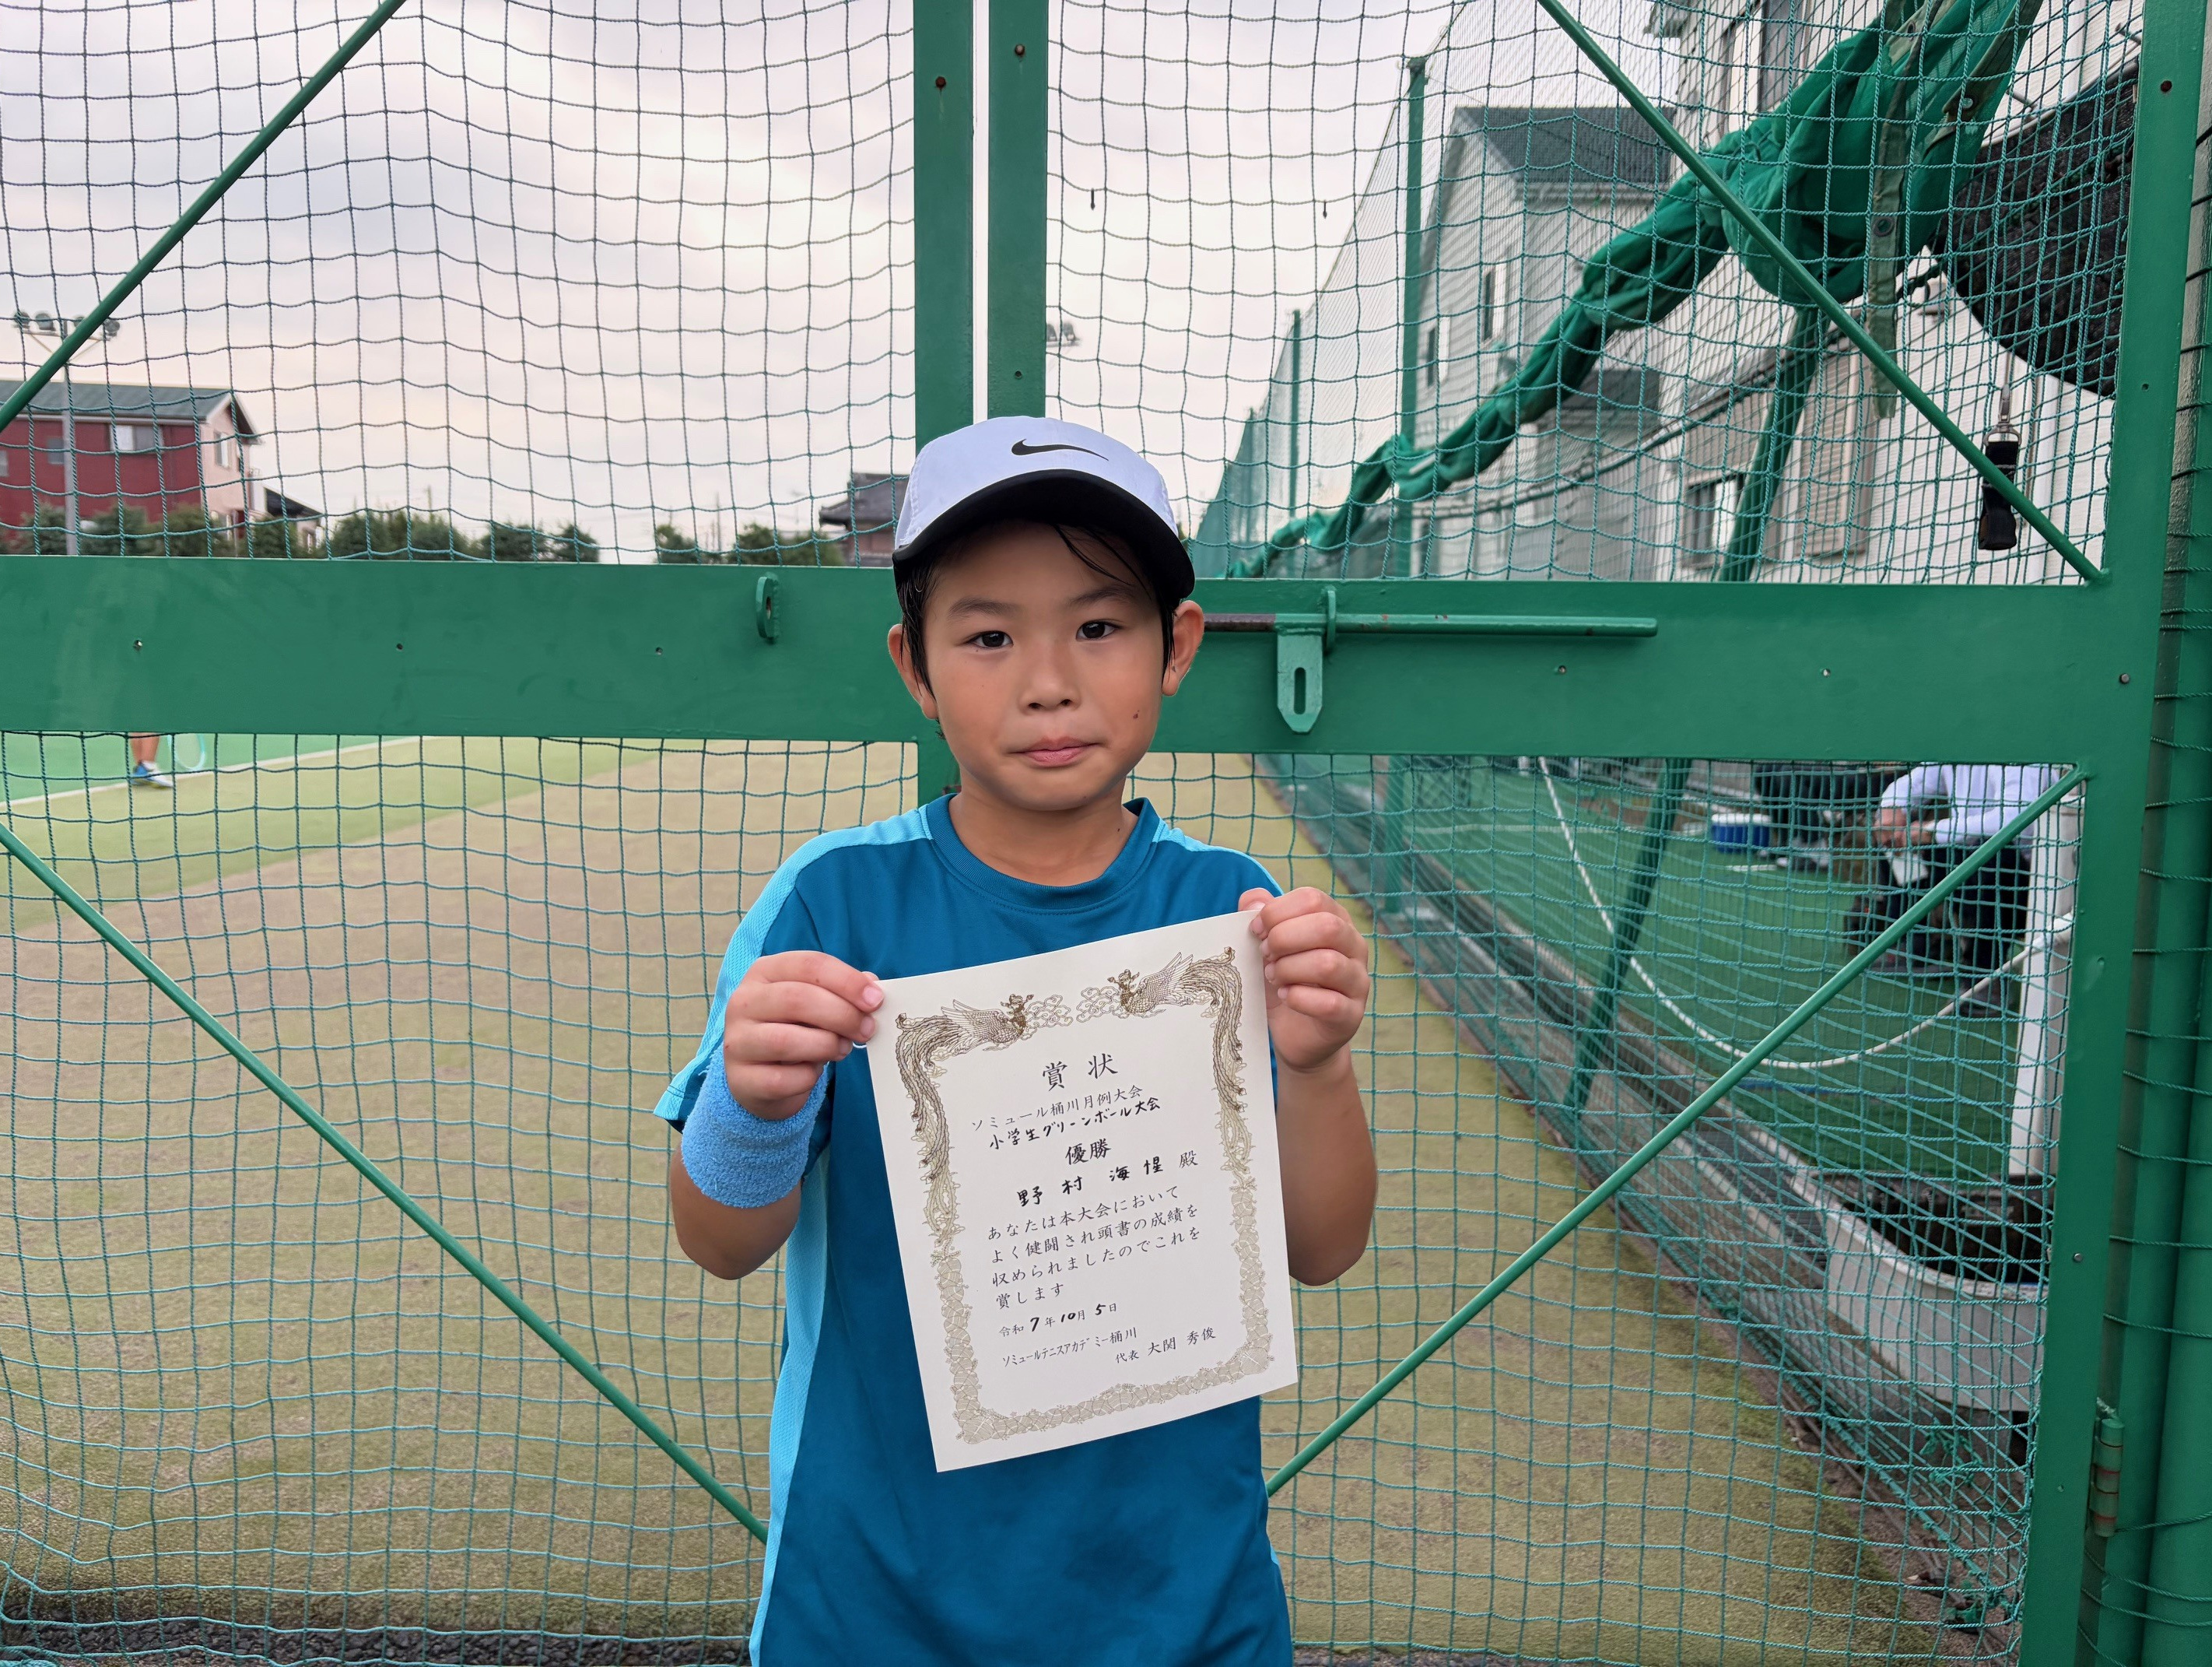 賞状
ソミュール桶川月例大会
小学生グリーンボール大会
優勝
野村 海惺 殿
あなたは本大会において
よく健闘され頭書の成績を
収められましたのでこれを
賞します
令和7年10月5日
ソミュールテニスアカデミー桶川
代表 大関 秀俊